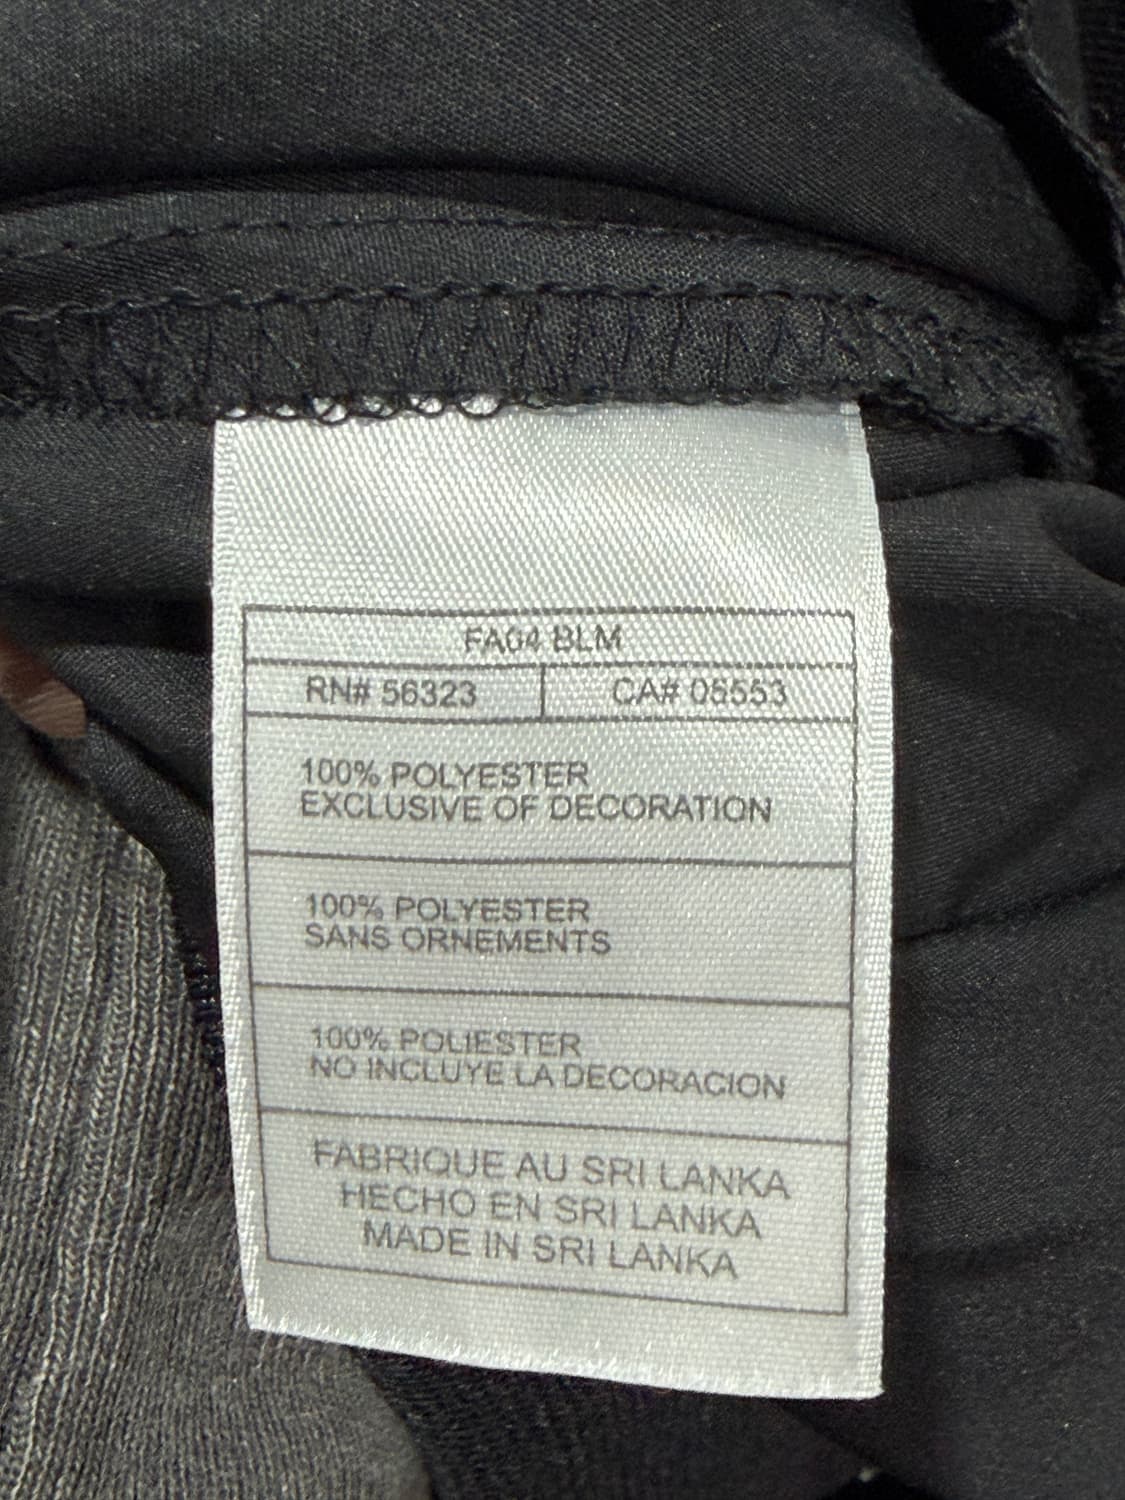 FA04 BLM
RN# 56323 CA# 05553
100% POLYESTER
EXCLUSIVE OF DECORATION
100% POLYESTER
SANS ORNEMENTS
100% POLIESTER
NO INCLUYE LA DECORACION
FABRIQUE AU SRI LANKA
HECHO EN SRI LANKA
MADE IN SRI LANKA